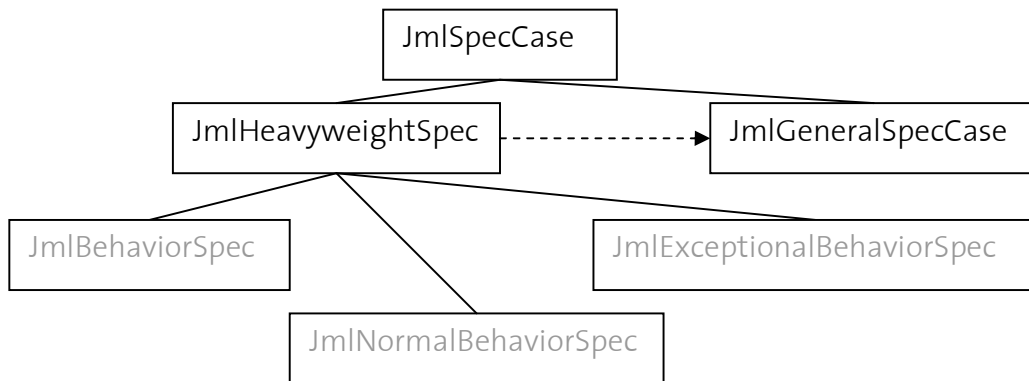 JmlSpecCase
JmlHeavyweightSpec
JmlGeneralSpecCase
JmlBehaviorSpec
JmlExceptionalBehaviorSpec
JmlNormalBehaviorSpec